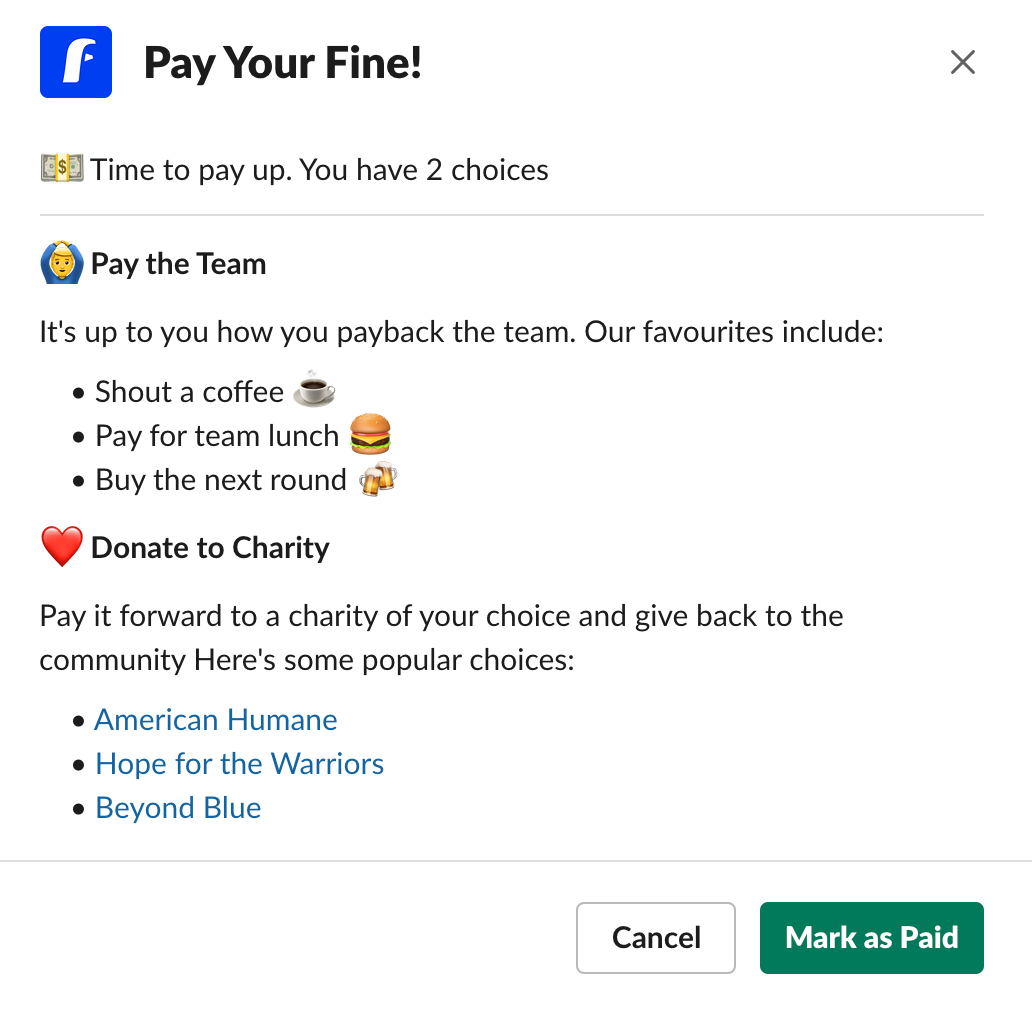 Pay Your Fine!
💵 Time to pay up. You have 2 choices
🙆 Pay the Team
It's up to you how you payback the team. Our favourites include:
• Shout a coffee ☕
• Pay for team lunch 🍔
• Buy the next round 🍻
❤️ Donate to Charity
Pay it forward to a charity of your choice and give back to the
community Here's some popular choices:
• American Humane
• Hope for the Warriors
• Beyond Blue
Cancel
Mark as Paid